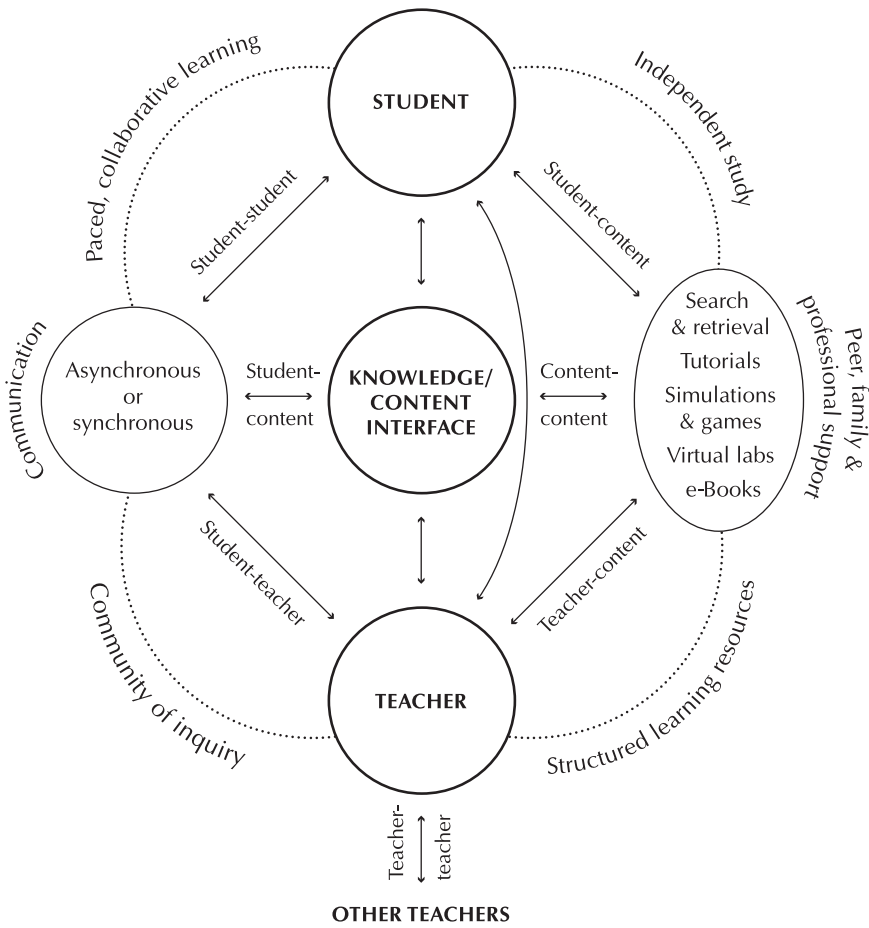 Paced, collaborative learning
STUDENT
Independent study
Student-student
Student-content
Communication
Asynchronous
or
synchronous
Student-
content
KNOWLEDGE/
CONTENT
INTERFACE
Content-
content
Search
& retrieval
Tutorials
Simulations
& games
Virtual labs
e-Books
Peer, family &
professional support
Student-teacher
Teacher-content
Community of inquiry
TEACHER
Structured learning resources
Teacher-
teacher
OTHER TEACHERS